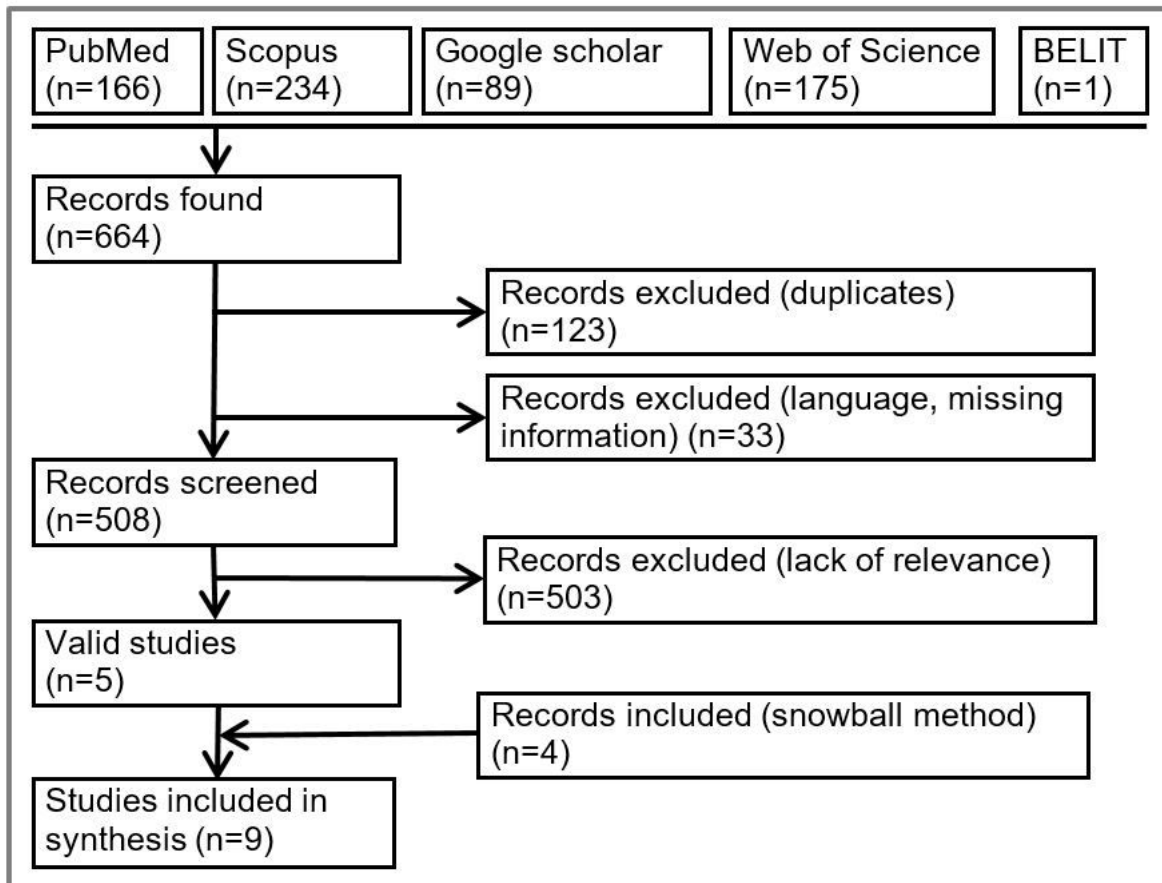 PubMed
(n=166)
Scopus
(n=234)
Google scholar
(n=89)
Web of Science
(n=175)
BELIT
(n=1)
Records found
(n=664)
Records excluded (duplicates)
(n=123)
Records excluded (language, missing
information) (n=33)
Records screened
(n=508)
Records excluded (lack of relevance)
(n=503)
Valid studies
(n=5)
Records included (snowball method)
(n=4)
Studies included in
synthesis (n=9)